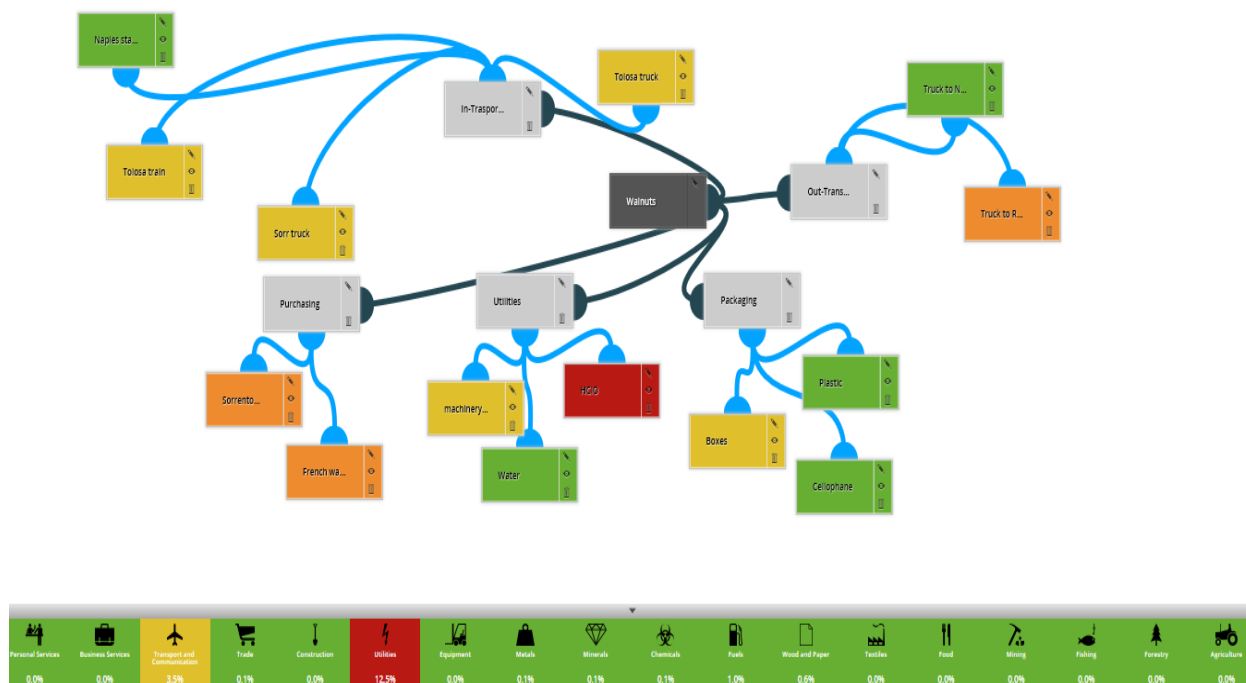 Naples sta...
Tolosa truck
Truck to N...
In-Traspor...
Tolosa train
Walnuts
Out-Trans...
Sorr truck
Truck to R...
Purchasing
Utilities
Packaging
Sorrento...
machinery...
HClO
Plastic
Boxes
French wa...
Water
Cellophane
Personal Services
Business Services
Transport and
Communication
Trade
Construction
Utilities
Equipment
Metals
Minerals
Chemicals
Fuels
Wood and Paper
Textiles
Food
Mining
Fishing
Forestry
Agriculture
0.0%
0.0%
3.5%
0.1%
0.0%
12.5%
0.0%
0.1%
0.1%
0.1%
1.0%
0.6%
0.0%
0.0%
0.0%
0.0%
0.0%
0.0%